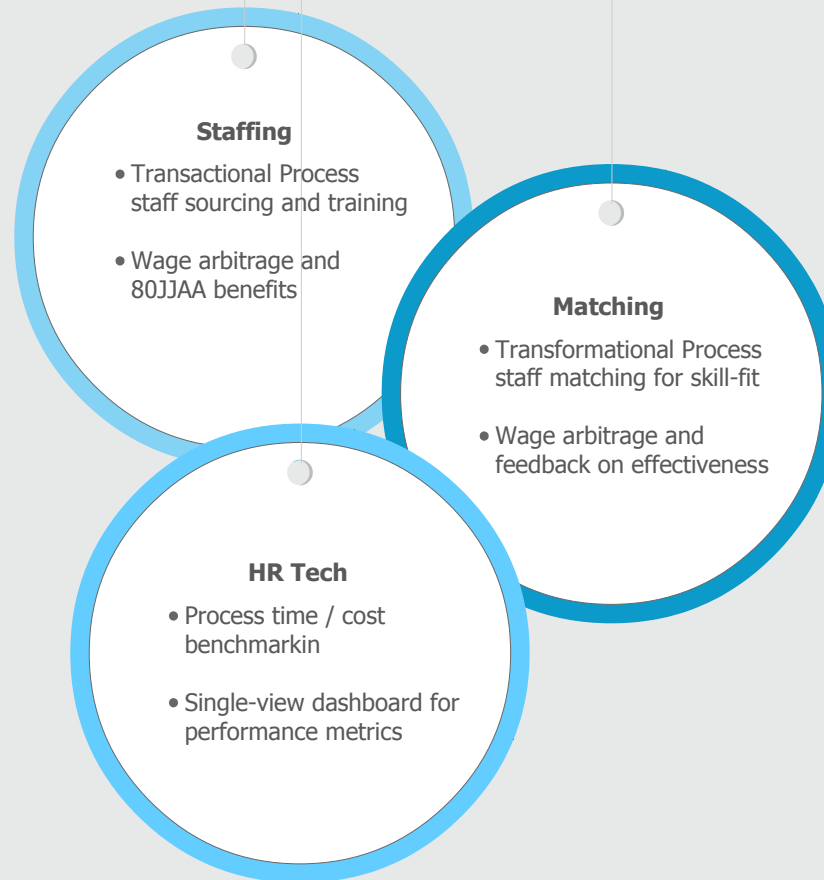 Staffing
• Transactional Process
staff sourcing and training
• Wage arbitrage and
80JJAA benefits
Matching
• Transformational Process
staff matching for skill-fit
• Wage arbitrage and
feedback on effectiveness
HR Tech
• Process time / cost
benchmarkin
• Single-view dashboard for
performance metrics